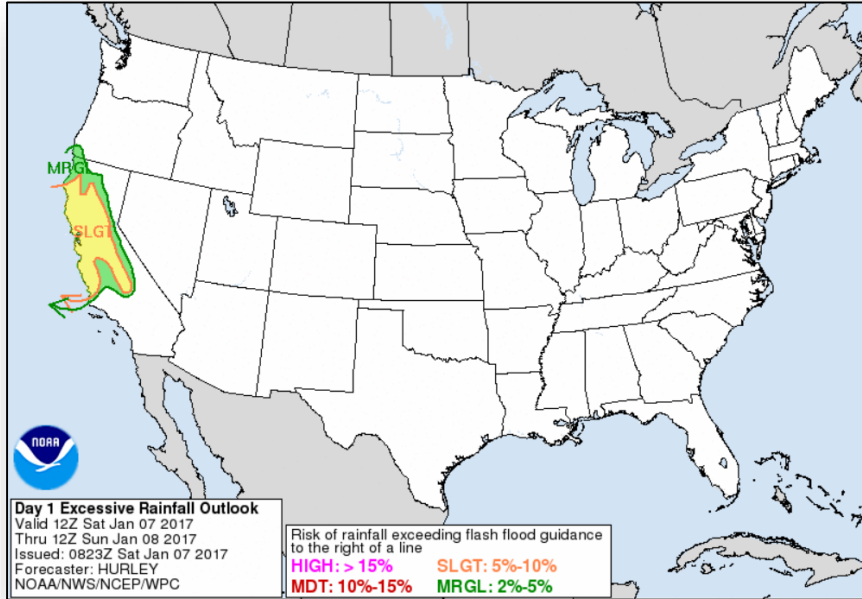 MRGL
SLGT
NOAA
Day 1 Excessive Rainfall Outlook
Valid 12Z Sat Jan 07 2017
Thru 12Z Sun Jan 08 2017
Issued: 0823Z Sat Jan 07 2017
Forecaster: HURLEY
NOAA/NWS/NCEP/WPC
Risk of rainfall exceeding flash flood guidance
to the right of a line
HIGH: > 15% SLGT: 5%-10%
MDT: 10%-15% MRGL: 2%-5%